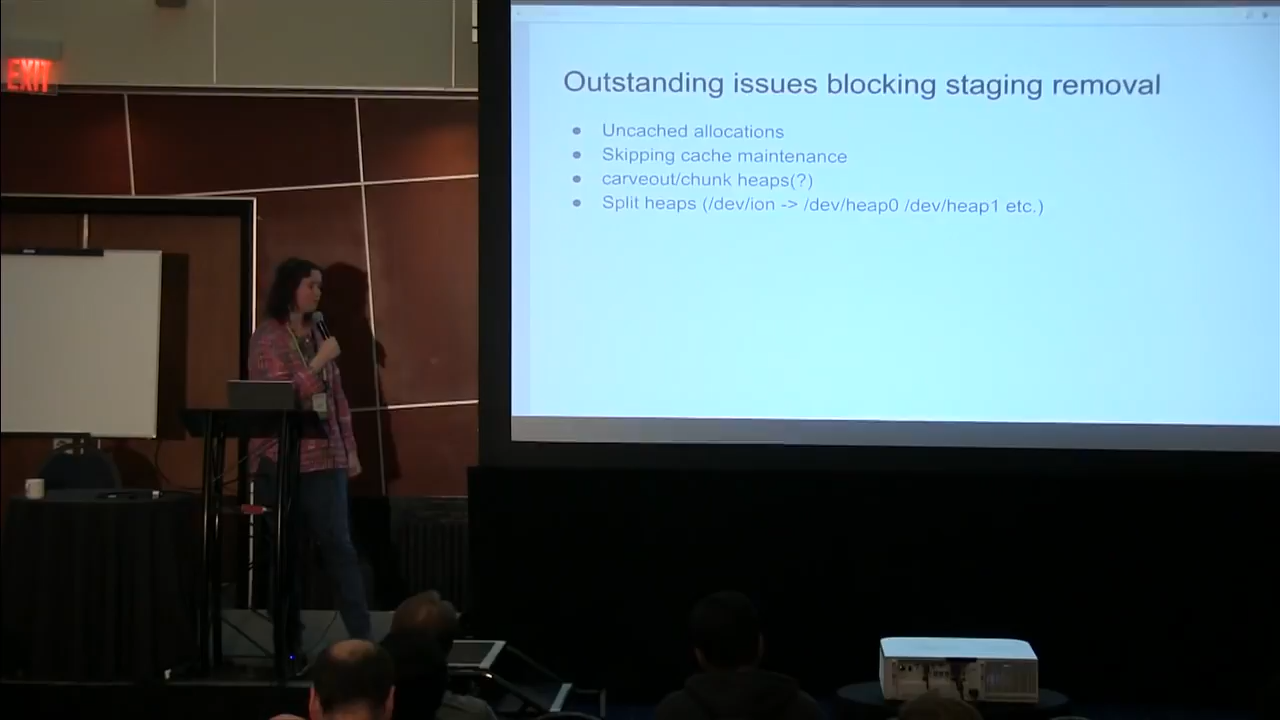 EXIT
Outstanding issues blocking staging removal
Uncached allocations
Skipping cache maintenance
carveout/chunk heaps(?)
Split heaps (/dev/ion -> /dev/heap0 /dev/heap1 etc.)